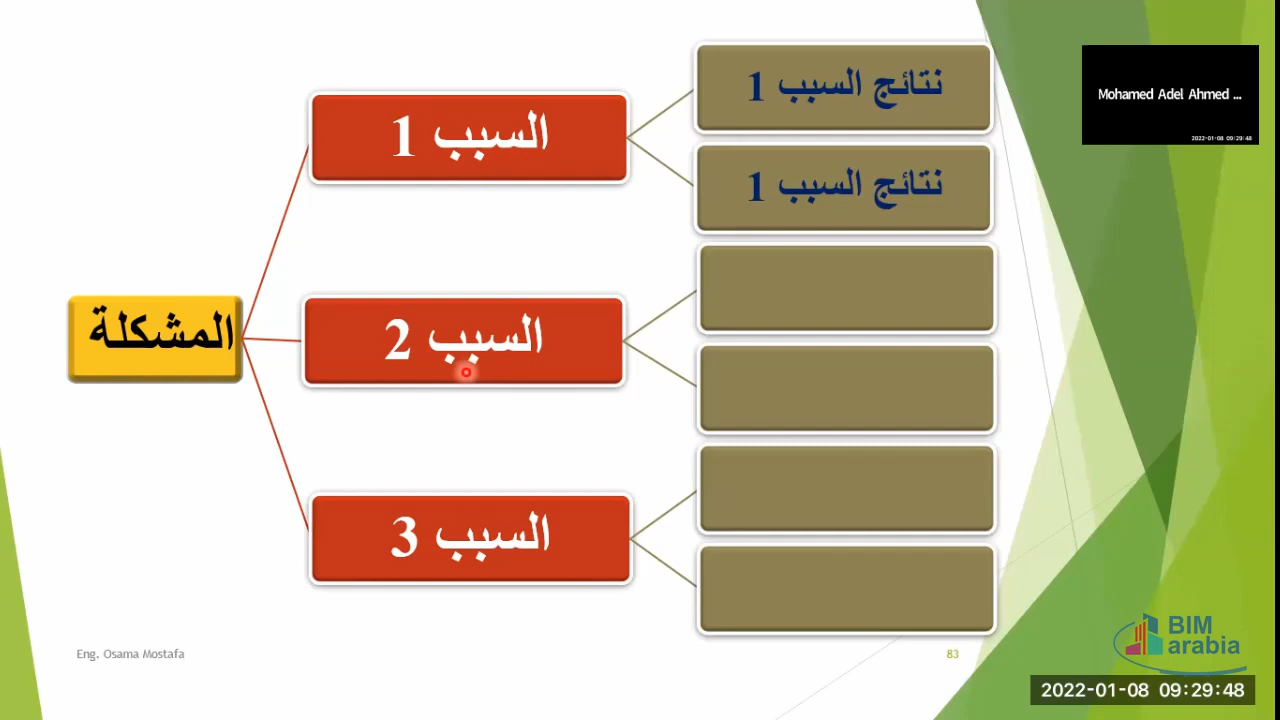 نتائج السبب 1
السبب 1
نتائج السبب 1
المشكلة
السبب 2
السبب 3
Mohamed Adel Ahmed ...
2022-01-08 09:29:48
Eng. Osama Mostafa
83
BIM
arabia
2022-01-08 09:29:48